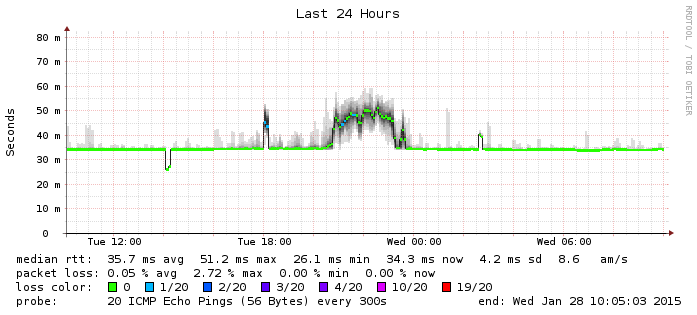 Last 24 Hours
RRDTOOL / TOBI OETIKER
Seconds
80 m
70 m
60 m
50 m
40 m
30 m
20 m
10 m
0
Tue 12:00 Tue 18:00 Wed 00:00 Wed 06:00
median rtt: 35.7 ms avg 51.2 ms max 26.1 ms min 34.3 ms now 4.2 ms sd 8.6 am/s
packet loss: 0.05 % avg 2.72 % max 0.00 % min 0.00 % now
loss color: 0 1/20 2/20 3/20 4/20 10/20 19/20
probe: 20 ICMP Echo Pings (56 Bytes) every 300s end: Wed Jan 28 10:05:03 2015